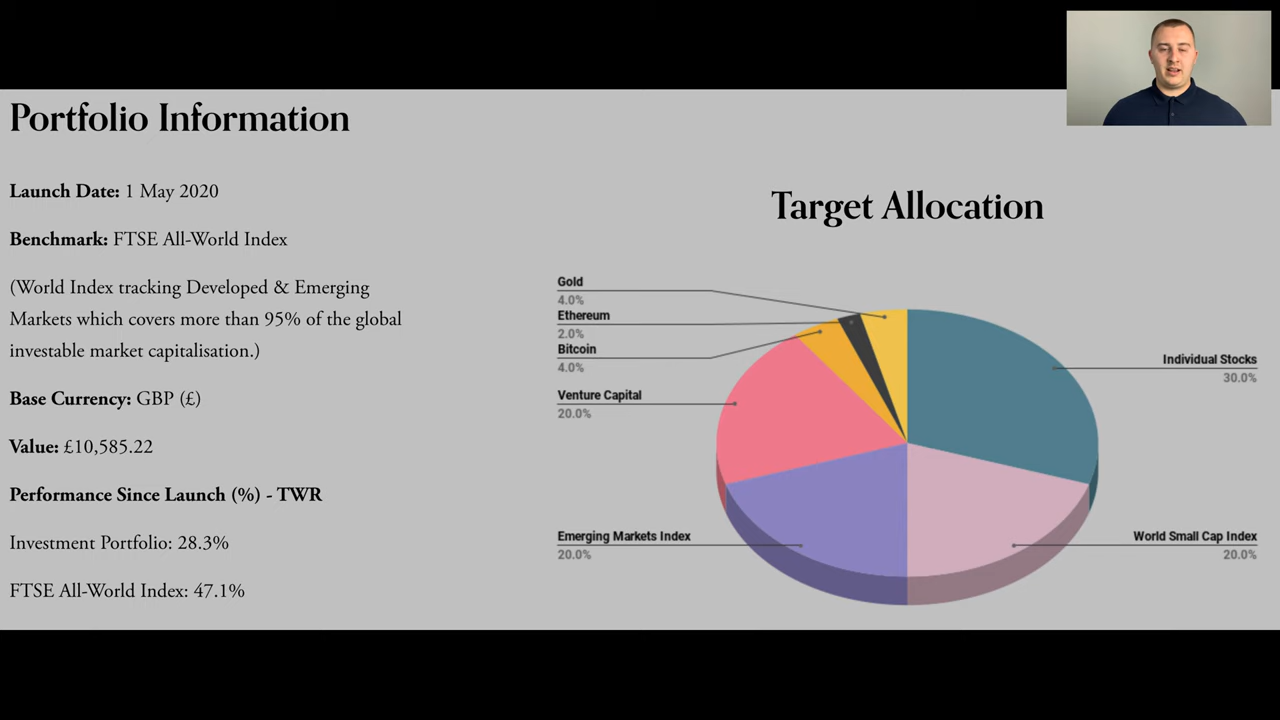 Portfolio Information
Launch Date: 1 May 2020
Benchmark: FTSE All-World Index
(World Index tracking Developed & Emerging
Markets which covers more than 95% of the global
investable market capitalisation.)
Base Currency: GBP (£)
Value: £10,585.22
Performance Since Launch (%) - TWR
Investment Portfolio: 28.3%
FTSE All-World Index: 47.1%
Target Allocation
Gold
4.0%
Ethereum
2.0%
Bitcoin
4.0%
Venture Capital
20.0%
Emerging Markets Index
20.0%
Individual Stocks
30.0%
World Small Cap Index
20.0%